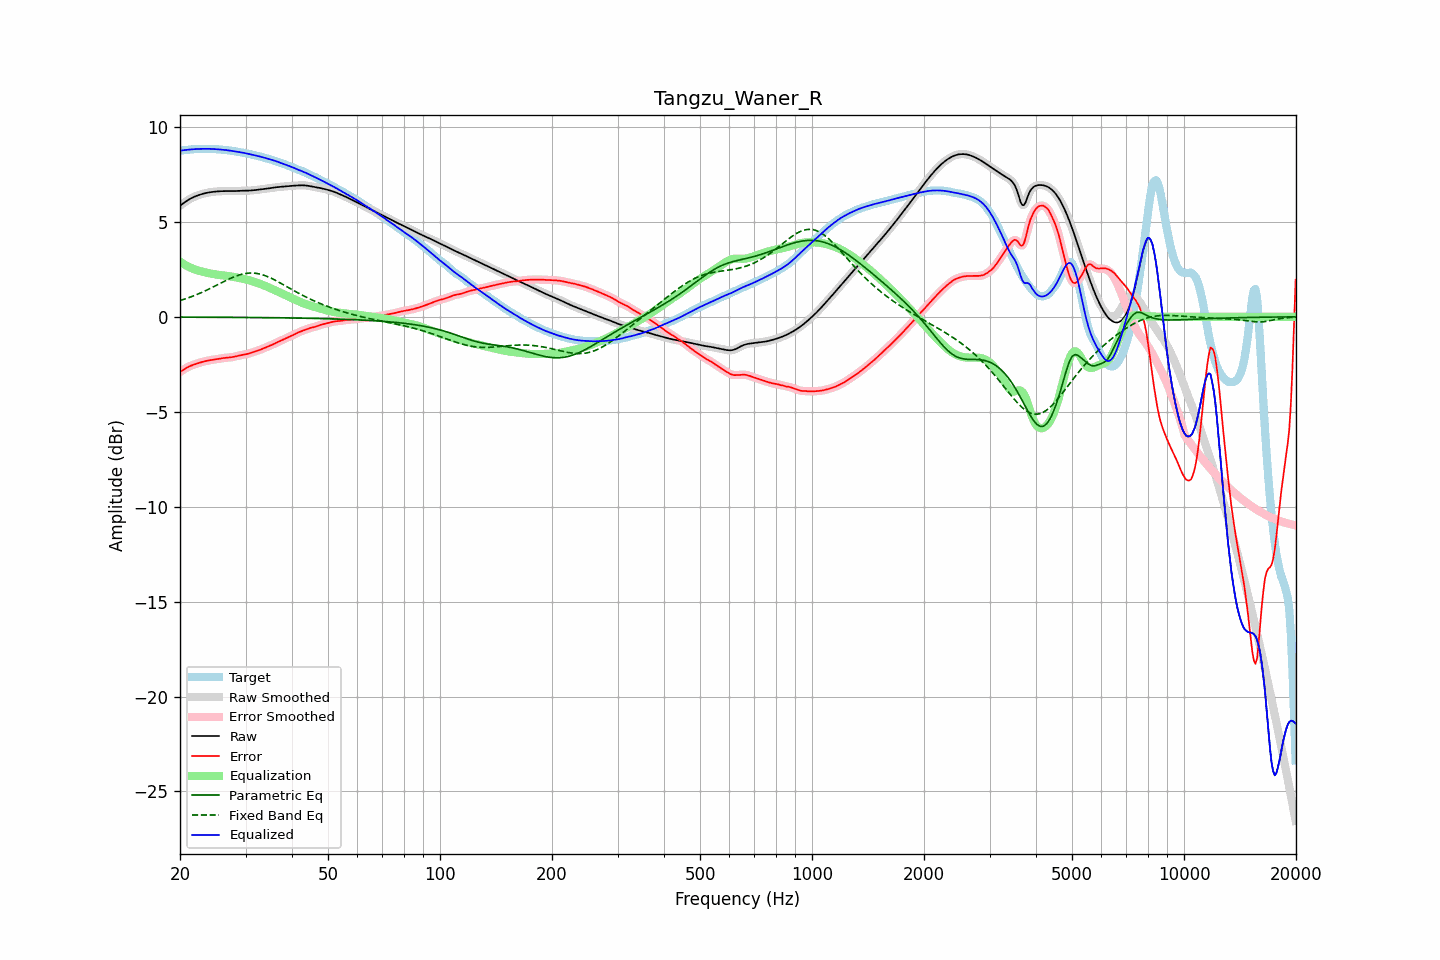 Tangzu_Waner_R
10
5
0
−5
−10
−15
−20
−25
Amplitude (dBr)
Target
Raw Smoothed
Error Smoothed
Raw
Error
Equalization
Parametric Eq
Fixed Band Eq
Equalized
20 50 100 200 500 1000 2000 5000 10000 20000
Frequency (Hz)